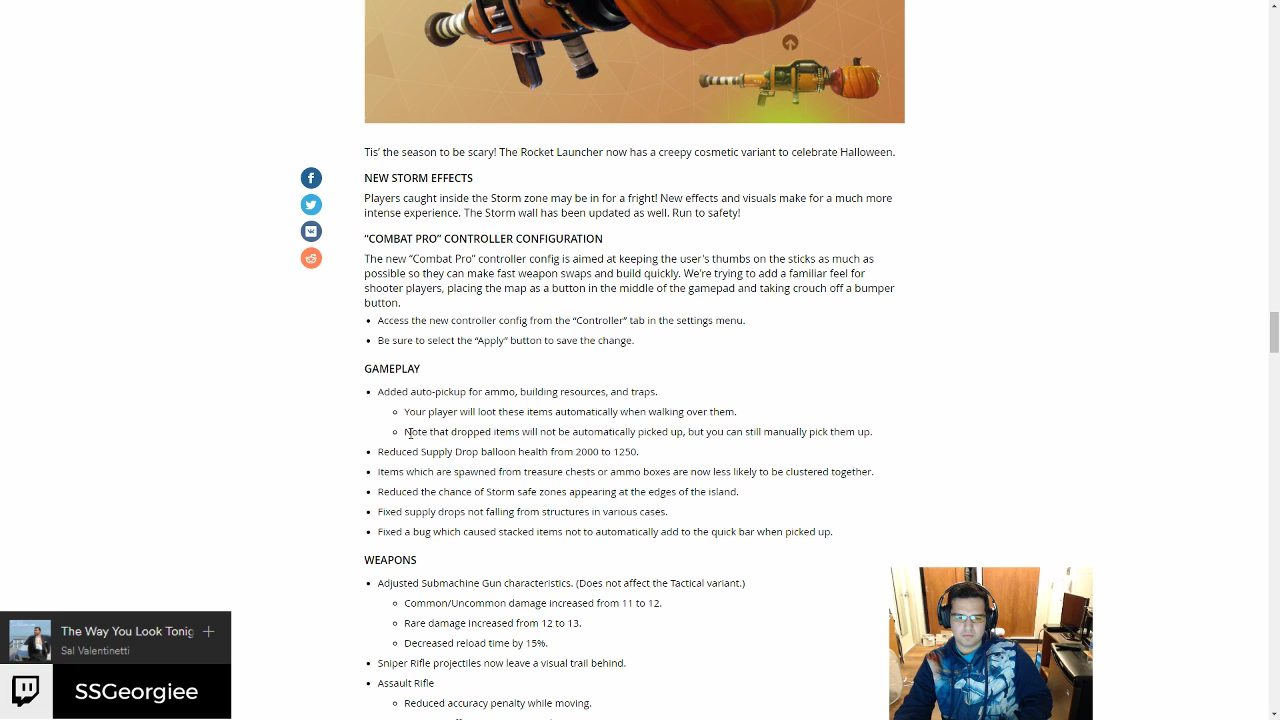 Tis’ the season to be scary! The Rocket Launcher now has a creepy cosmetic variant to celebrate Halloween.
NEW STORM EFFECTS
Players caught inside the Storm zone may be in for a fright! New effects and visuals make for a much more
intense experience. The Storm wall has been updated as well. Run to safety!
“COMBAT PRO” CONTROLLER CONFIGURATION
The new “Combat Pro” controller config is aimed at keeping the user’s thumbs on the sticks as much as
possible so they can make fast weapon swaps and build quickly. We’re trying to add a familiar feel for
shooter players, placing the map as a button in the middle of the gamepad and taking crouch off a bumper
button.
Access the new controller config from the “Controller” tab in the settings menu.
Be sure to select the “Apply” button to save the change.
GAMEPLAY
Added auto-pickup for ammo, building resources, and traps.
Your player will loot these items automatically when walking over them.
Note that dropped items will not be automatically picked up, but you can still manually pick them up.
Reduced Supply Drop balloon health from 2000 to 1250.
Items which are spawned from treasure chests or ammo boxes are now less likely to be clustered together.
Reduced the chance of Storm safe zones appearing at the edges of the island.
Fixed supply drops not falling from structures in various cases.
Fixed a bug which caused stacked items not to automatically add to the quick bar when picked up.
WEAPONS
Adjusted Submachine Gun characteristics. (Does not affect the Tactical variant.)
Common/Uncommon damage increased from 11 to 12.
Rare damage increased from 12 to 13.
Decreased reload time by 15%.
Sniper Rifle projectiles now leave a visual trail behind.
Assault Rifle
Reduced accuracy penalty while moving.
The Way You Look Tonig
Sal Valentinetti
SSGeorgiee